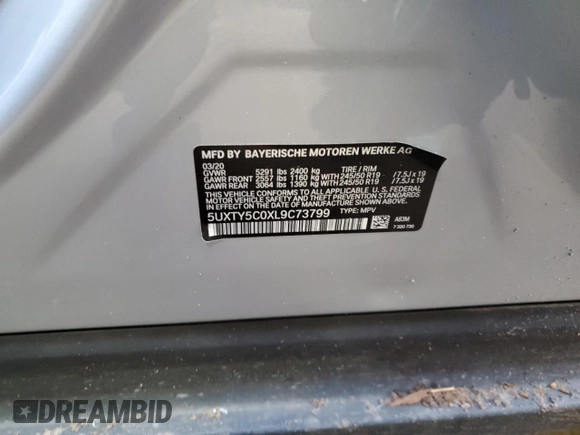 MFD BY BAYERISCHE MOTOREN WERKE AG
03/20 TIRE / RIM
GVWR 5291 lbs 2400 kg
GAWR FRONT 2557 lbs 1160 kg WITH 245/50 R19 /7.5J x 19
GAWR REAR 3064 lbs 1390 kg WITH 245/50 R19 /7.5J x 19
THIS VEHICLE CONFORMS TO ALL APPLICABLE U.S. FEDERAL
MOTOR VEHICLE SAFETY AND THEFT PREVENTION STANDARDS
IN EFFECT ON THE DATE OF MANUFACTURE SHOWN ABOVE.
5UXTY5C0XL9C73799
TYPE: MPV
A83M
7 320 730
DREAMBID